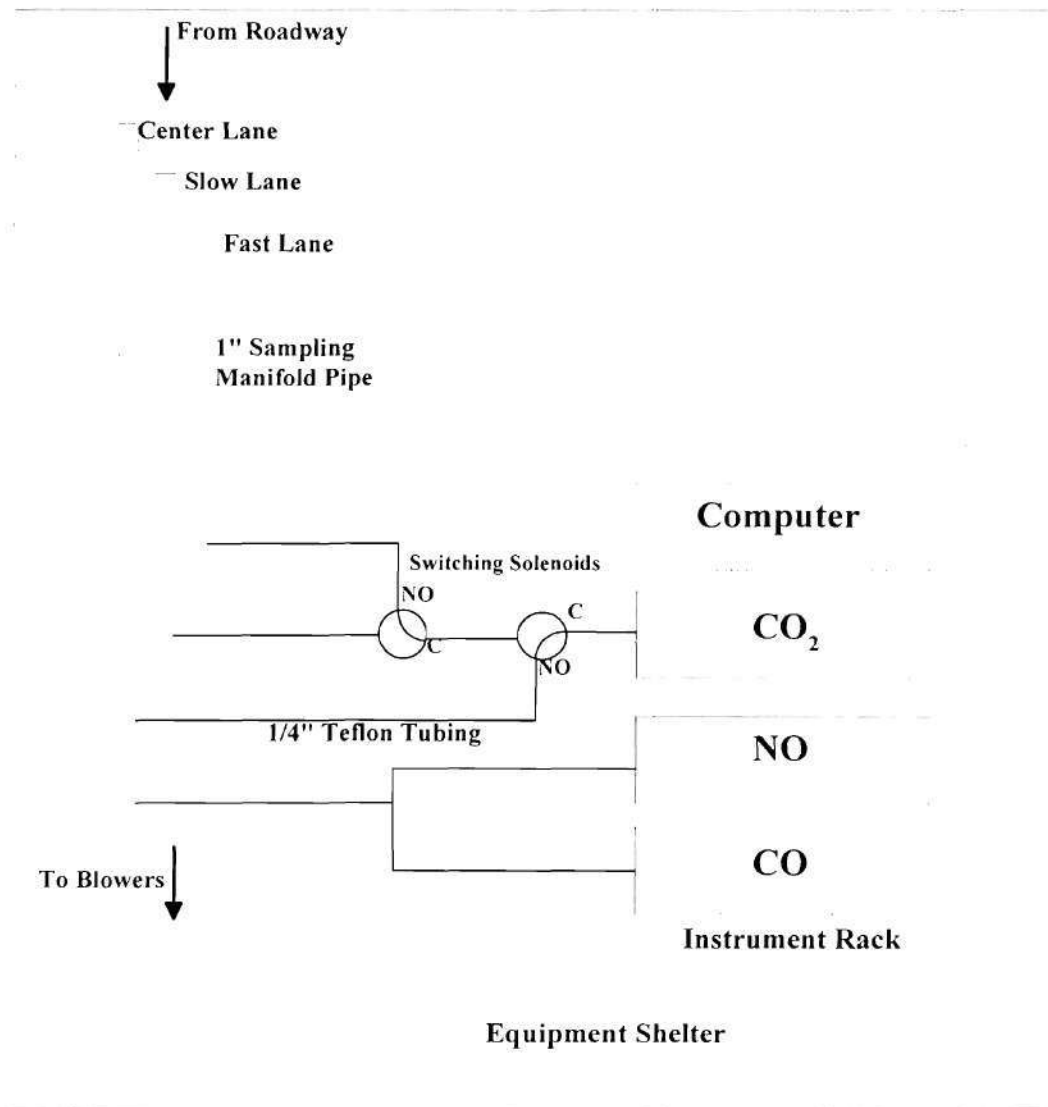 From Roadway
Center Lane
Slow Lane
Fast Lane
1" Sampling
Manifold Pipe
Computer
Switching Solenoids
NO
C
C
NO
CO₂
1/4" Teflon Tubing
NO
CO
To Blowers
Instrument Rack
Equipment Shelter